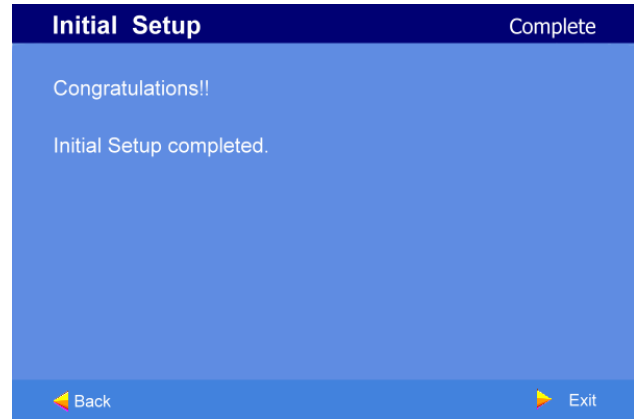 Initial Setup Complete
Congratulations!!
Initial Setup completed.
Back Exit